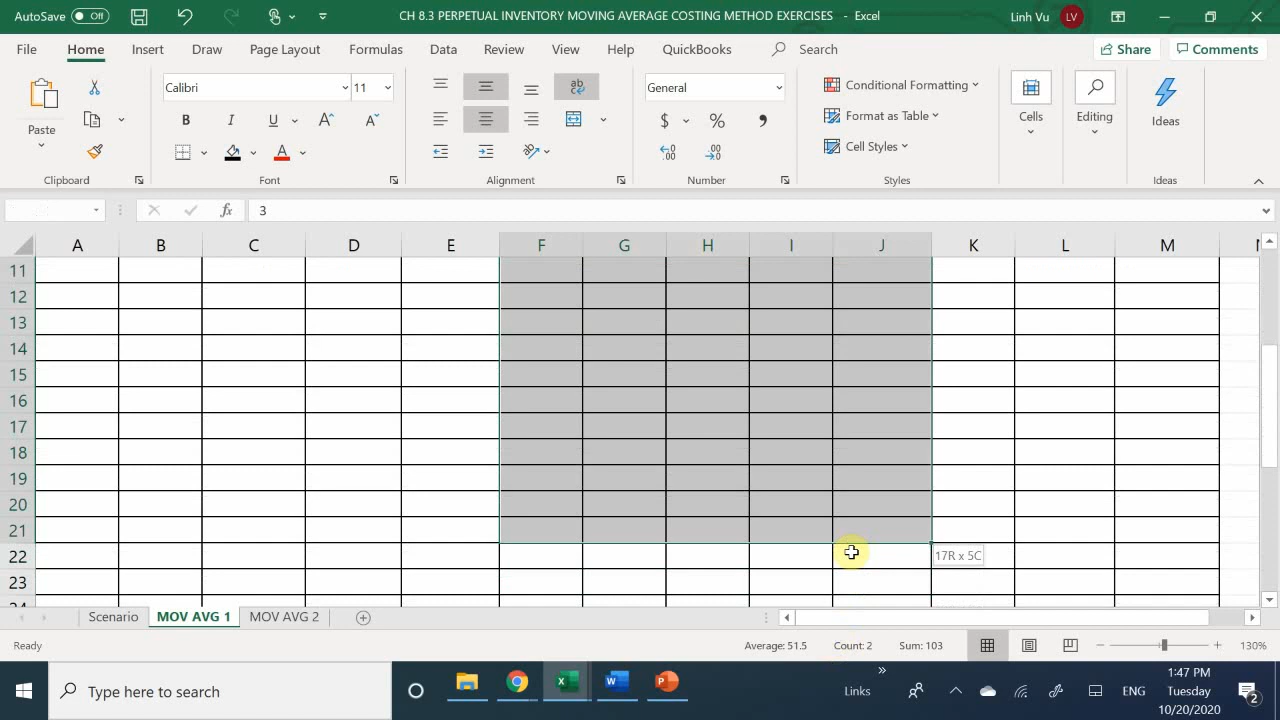 AutoSave Off CH 8.3 PERPETUAL INVENTORY MOVING AVERAGE COSTING METHOD EXERCISES - Excel Linh Vu LV
File Home Insert Draw Page Layout Formulas Data Review View Help QuickBooks Search Share Comments
Paste
Calibri 11
B I U A A
A
ab
General
$ % ,
.00
.00
Conditional Formatting
Format as Table
Cell Styles
Cells
Editing
Ideas
Clipboard Font Alignment Number Styles Ideas
fx 3
A B C D E F G H I J K L M
11
12
13
14
15
16
17
18
19
20
21
22 17R x 5C
23
Scenario MOV AVG 1 MOV AVG 2
Ready Average: 51.5 Count: 2 Sum: 103 130%
Type here to search
Links
ENG
1:47 PM
Tuesday
10/20/2020
2